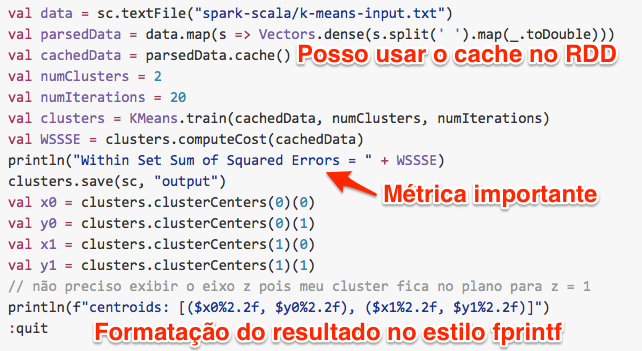 val data = sc.textFile("spark-scala/k-means-input.txt")
val parsedData = data.map(s => Vectors.dense(s.split(' ').map(_.toDouble)))
val cachedData = parsedData.cache()
Posso usar o cache no RDD
val numClusters = 2
val numIterations = 20
val clusters = KMeans.train(cachedData, numClusters, numIterations)
val WSSSE = clusters.computeCost(cachedData)
println("Within Set Sum of Squared Errors = " + WSSSE)
clusters.save(sc, "output")
Métrica importante
val x0 = clusters.clusterCenters(0)(0)
val y0 = clusters.clusterCenters(0)(1)
val x1 = clusters.clusterCenters(1)(0)
val y1 = clusters.clusterCenters(1)(1)
// não preciso exibir o eixo z pois meu cluster fica no plano para z = 1
println(f"centroids: [($x0%2.2f, $y0%2.2f), ($x1%2.2f, $y1%2.2f)]")
:quit
Formatação do resultado no estilo fprintf